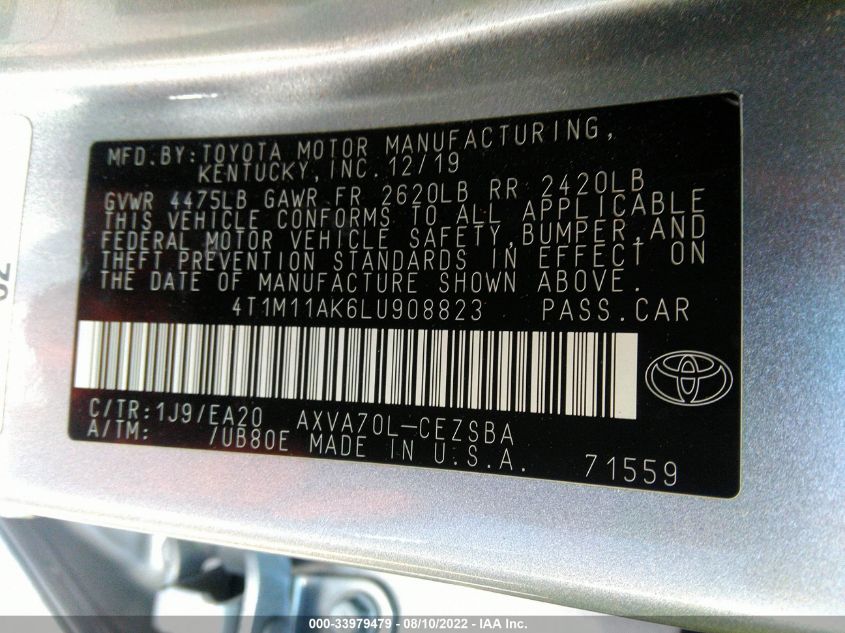 MFD.BY:TOYOTA MOTOR MANUFACTURING,
KENTUCKY,INC.12/19
GVWR 4475LB GAWR FR 2620LB RR 2420LB
THIS VEHICLE CONFORMS TO ALL APPLICABLE
FEDERAL MOTOR VEHICLE SAFETY,BUMPER,AND
THEFT PREVENTION STANDARDS IN EFFECT ON
THE DATE OF MANUFACTURE SHOWN ABOVE.
4T1M11AK6LU908823 PASS.CAR
C/TR:1J9/EA20 AXVA70L-CEZSBA
A/TM: /UB80E MADE IN U.S.A. 71559
000-33979479 - 08/10/2022 - IAA Inc.